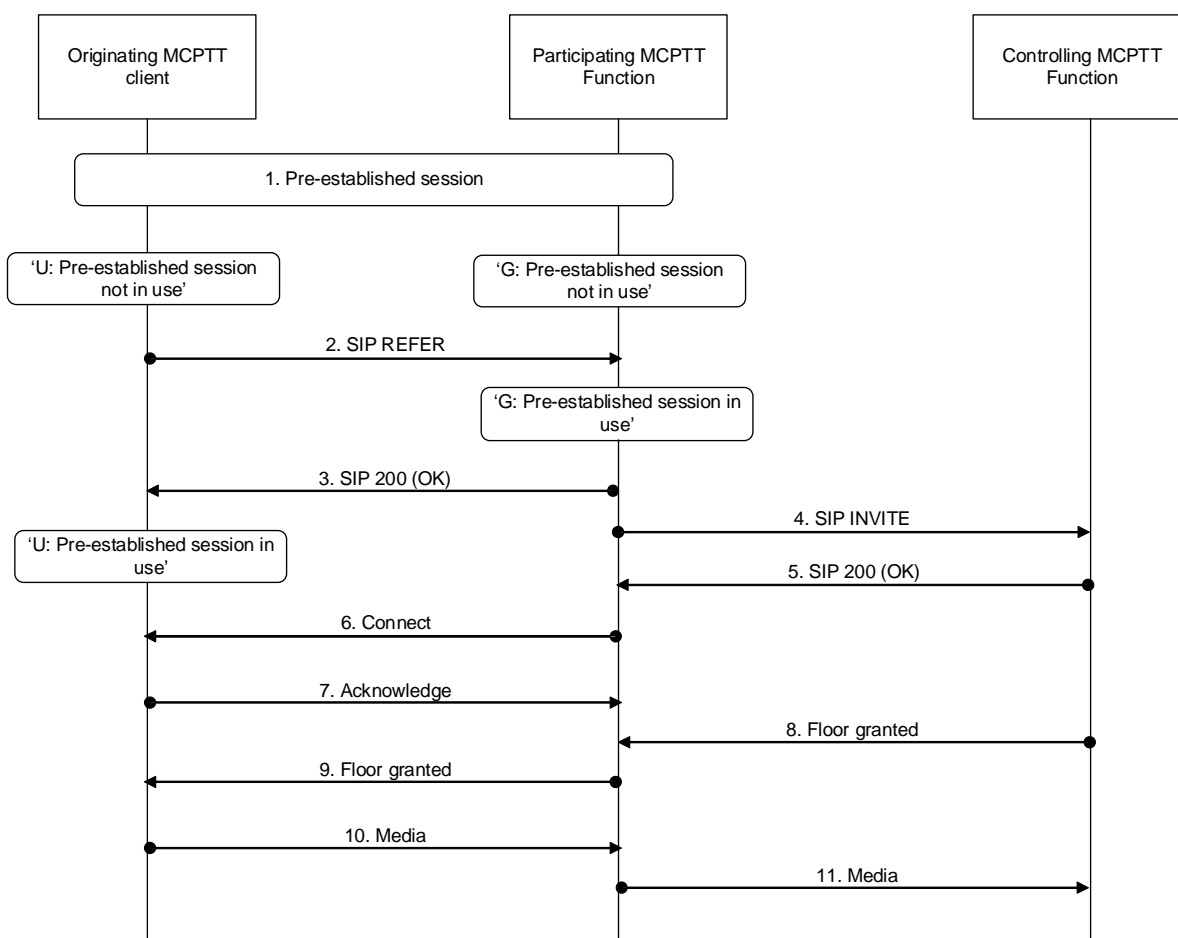 Originating MCPTT
client
Participating MCPTT
Function
Controlling MCPTT
Function
1. Pre-established session
‘U: Pre-established session
not in use’
‘G: Pre-established session
not in use’
2. SIP REFER
‘G: Pre-established session in
use’
3. SIP 200 (OK)
4. SIP INVITE
‘U: Pre-established session in
use’
5. SIP 200 (OK)
6. Connect
7. Acknowledge
8. Floor granted
9. Floor granted
10. Media
11. Media